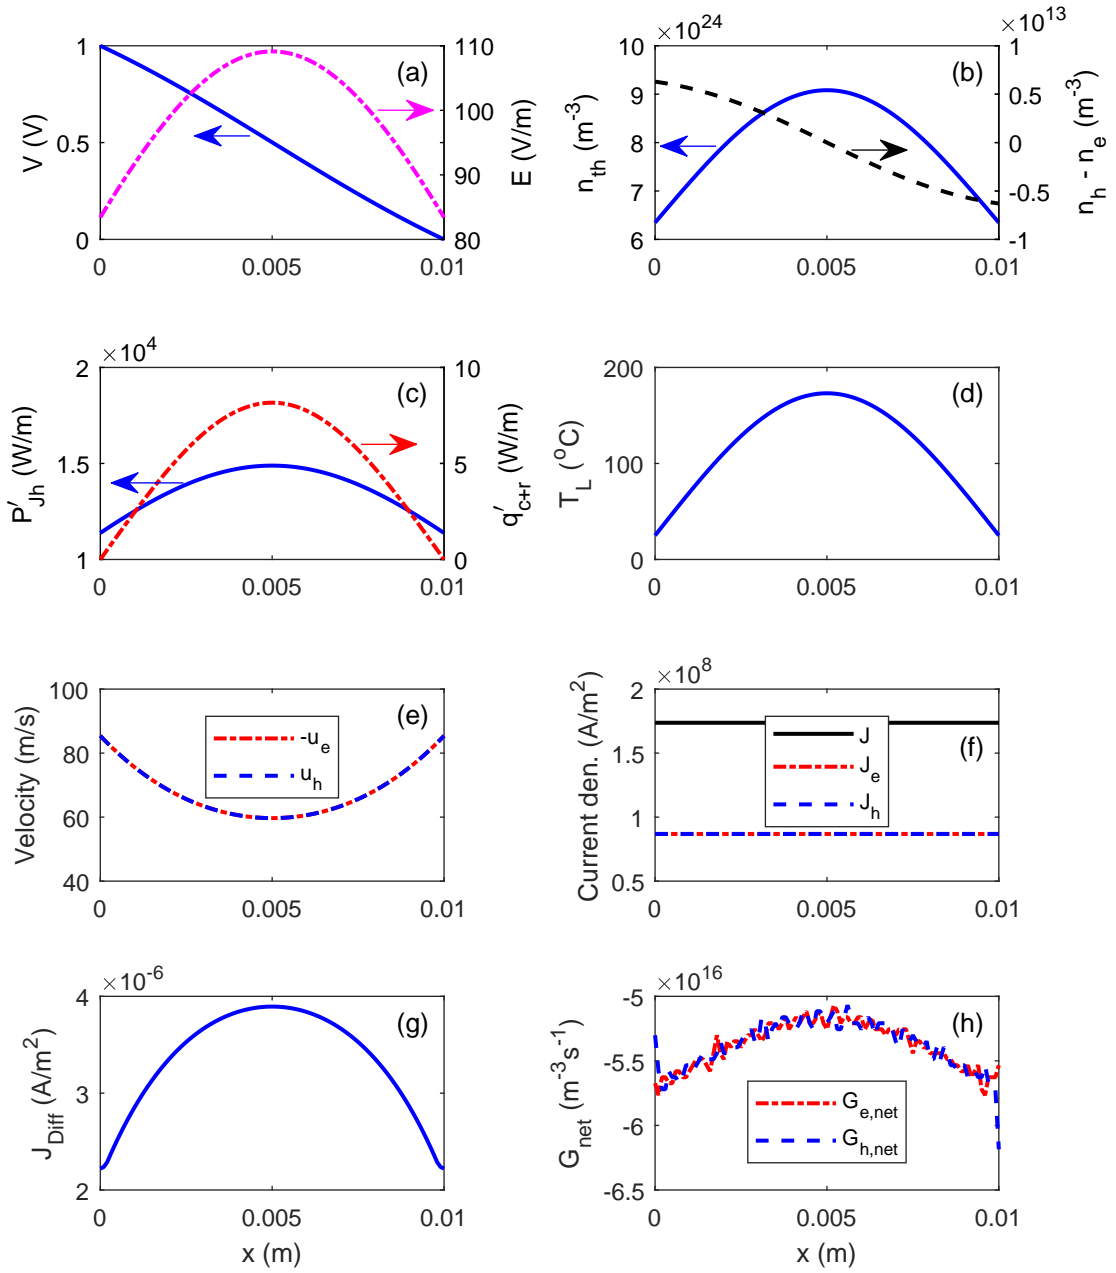 1
0.5
0
V (V)
0
0.005
0.01
110
100
90
80
E (V/m)
(a)
×10^24
10
9
8
7
6
n_th (m^-3)
0
0.005
0.01
×10^13
1
0.5
0
-0.5
-1
n_h - n_e (m^-3)
(b)
×10^4
2
1.5
1
P′_Jh (W/m)
0
0.005
0.01
10
5
0
q′_c+r (W/m)
(c)
200
100
0
T_L (°C)
0
0.005
0.01
(d)
100
80
60
40
Velocity (m/s)
0
0.005
0.01
-u_e
u_h
(e)
×10^8
2
1.5
1
0.5
Current den. (A/m^2)
0
0.005
0.01
J
J_e
J_h
(f)
×10^-6
4
3
2
J_Diff (A/m^2)
0
0.005
0.01
x (m)
(g)
×10^16
-5
-5.5
-6
-6.5
G_net (m^-3 s^-1)
0
0.005
0.01
x (m)
G_e,net
G_h,net
(h)